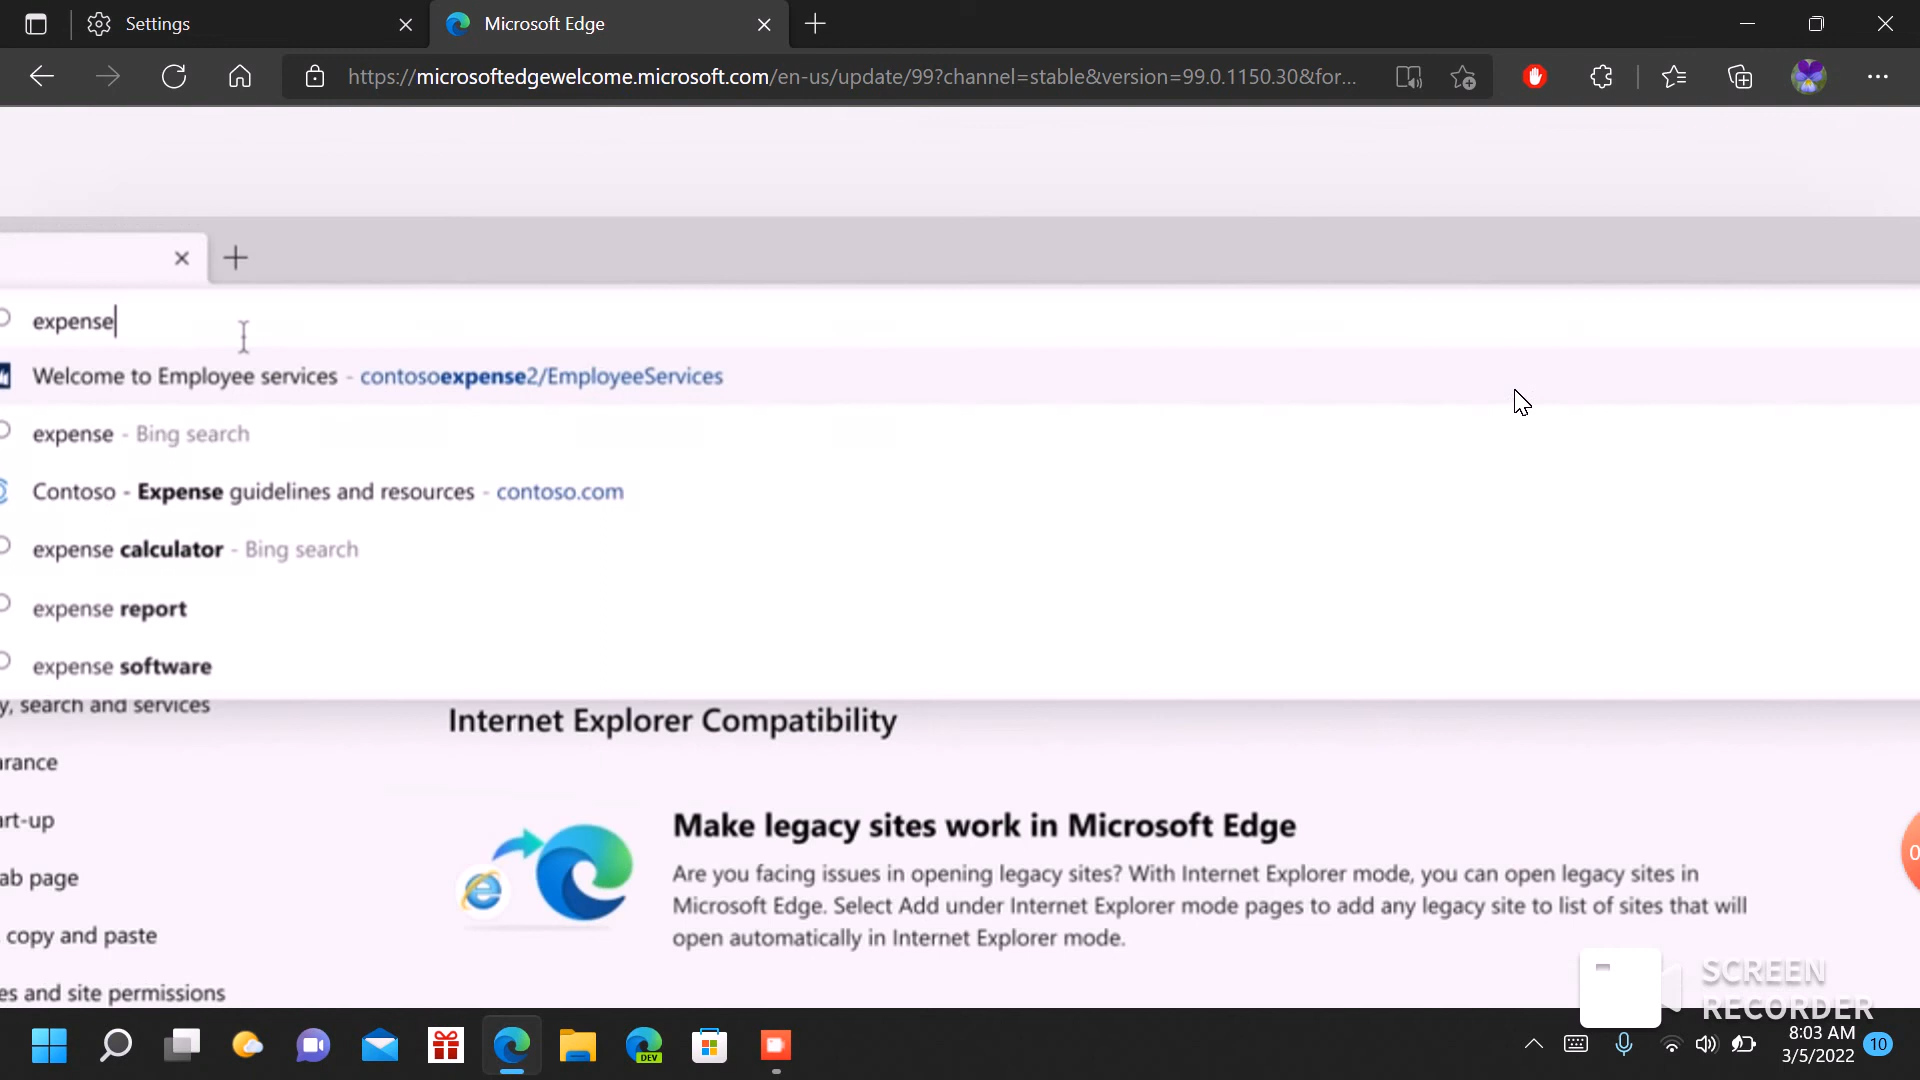 Settings
Microsoft Edge
https://microsoftedgewelcome.microsoft.com/en-us/update/99?channel=stable&version=99.0.1150.30&for...
expense
Welcome to Employee services - contosoexpense2/EmployeeServices
expense - Bing search
Contoso - Expense guidelines and resources - contoso.com
expense calculator - Bing search
expense report
expense software
y, search and services
Internet Explorer Compatibility
arance
art-up
Make legacy sites work in Microsoft Edge
ab page
Are you facing issues in opening legacy sites? With Internet Explorer mode, you can open legacy sites in
Microsoft Edge. Select Add under Internet Explorer mode pages to add any legacy site to list of sites that will
open automatically in Internet Explorer mode.
copy and paste
es and site permissions
0
SCREEN
RECORDER
DEV
8:03 AM
3/5/2022
10